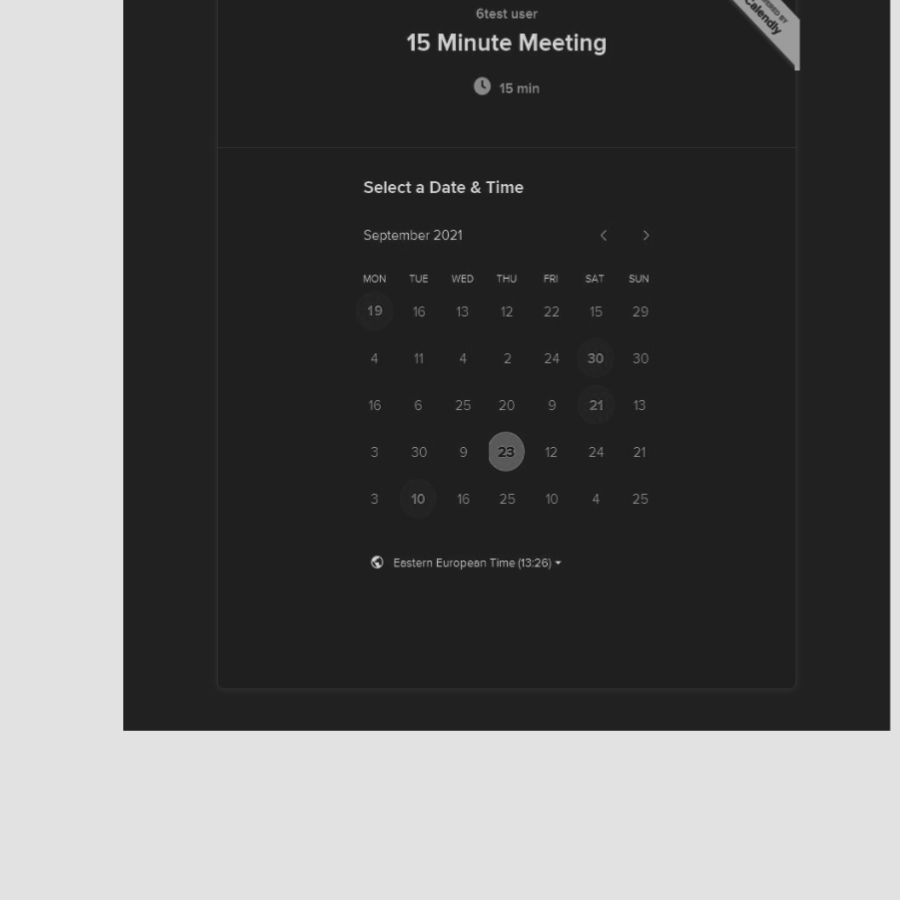 6test user
15 Minute Meeting
15 min
POWERED BY
Calendly
Select a Date & Time
September 2021
MON TUE WED THU FRI SAT SUN
19 16 13 12 22 15 29
4 11 4 2 24 30 30
16 6 25 20 9 21 13
3 30 9 23 12 24 21
3 10 16 25 10 4 25
Eastern European Time (13:26)